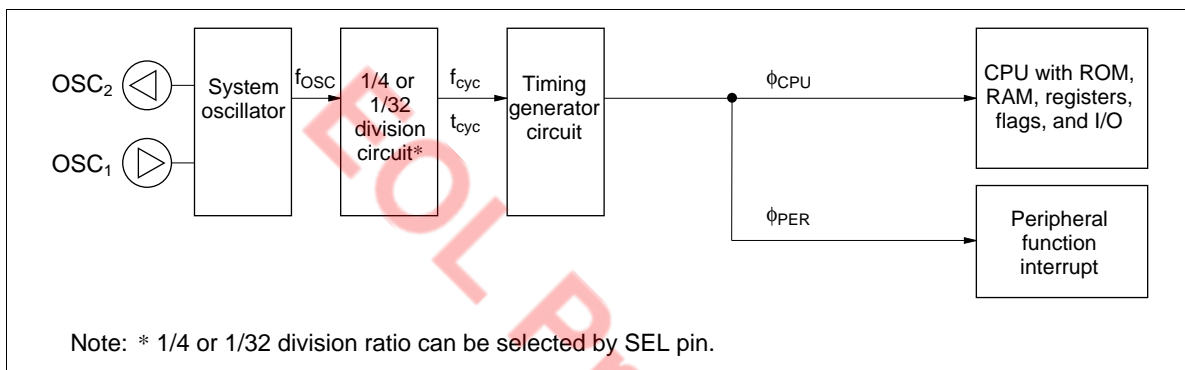 OSC2
OSC1
System
oscillator
fOSC
1/4 or
1/32
division
circuit*
fcyc
tcyc
Timing
generator
circuit
ϕCPU
ϕPER
CPU with ROM,
RAM, registers,
flags, and I/O
Peripheral
function
interrupt
Note: * 1/4 or 1/32 division ratio can be selected by SEL pin.
EOL Pr